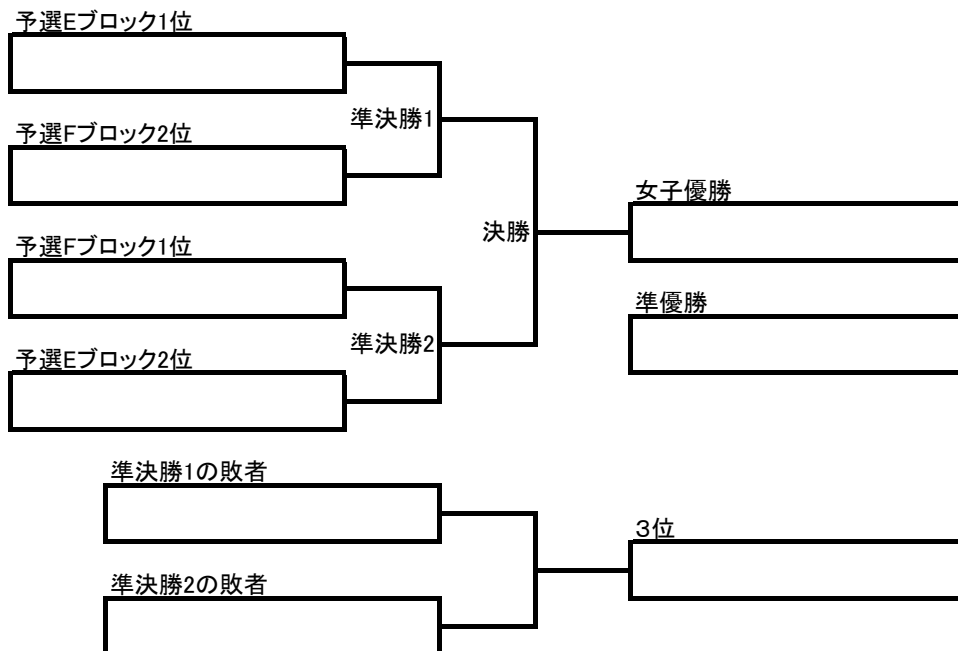 予選Eブロック1位
準決勝1
予選Fブロック2位
女子優勝
決勝
予選Fブロック1位
準優勝
準決勝2
予選Eブロック2位
準決勝1の敗者
3位
準決勝2の敗者